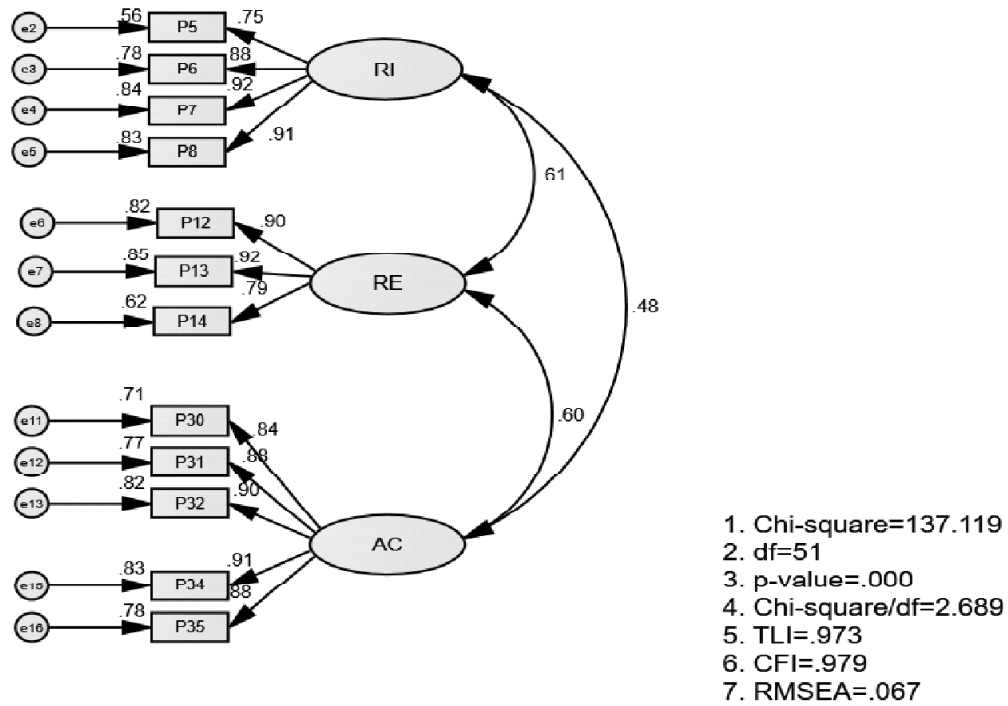 e2 .56 P5 .75
e3 .78 P6 .88 RI
e4 .84 P7 .92
e5 .83 P8 .91
.61
e6 .82 P12 .90
e7 .85 P13 .92 RE
e8 .62 P14 .79
.48
.60
e11 .71 P30 .84
e12 .77 P31 .88
e13 .82 P32 .90
AC
e15 .83 P34 .91
e16 .78 P35 .88
1. Chi-square=137.119
2. df=51
3. p-value=.000
4. Chi-square/df=2.689
5. TLI=.973
6. CFI=.979
7. RMSEA=.067